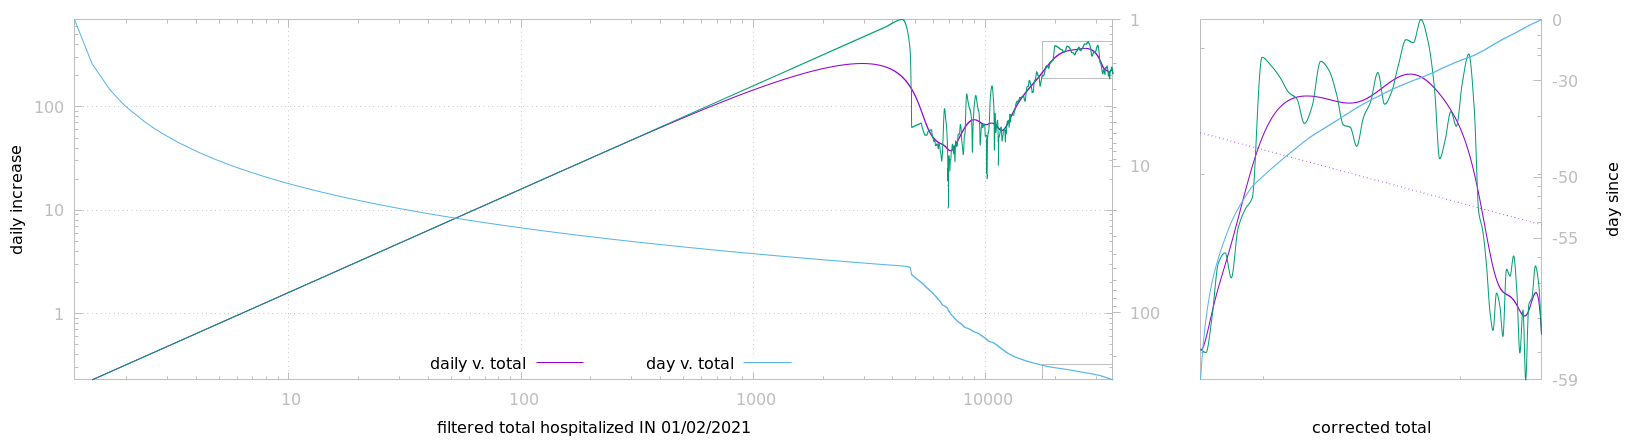 daily increase
100
10
1
10
100
1000
10000
1
10
100
daily v. total
day v. total
filtered total hospitalized IN 01/02/2021
0
-30
-50
-55
-59
day since
corrected total